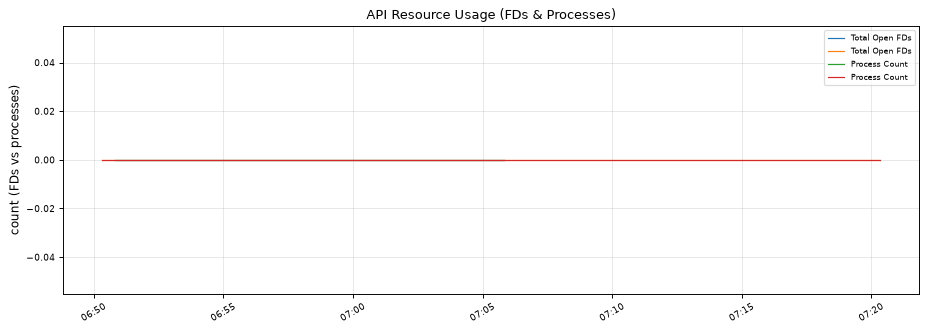 API Resource Usage (FDs & Processes)
Total Open FDs
Total Open FDs
Process Count
Process Count
count (FDs vs processes)
0.04
0.02
0.00
−0.02
−0.04
06:50
06:55
07:00
07:05
07:10
07:15
07:20